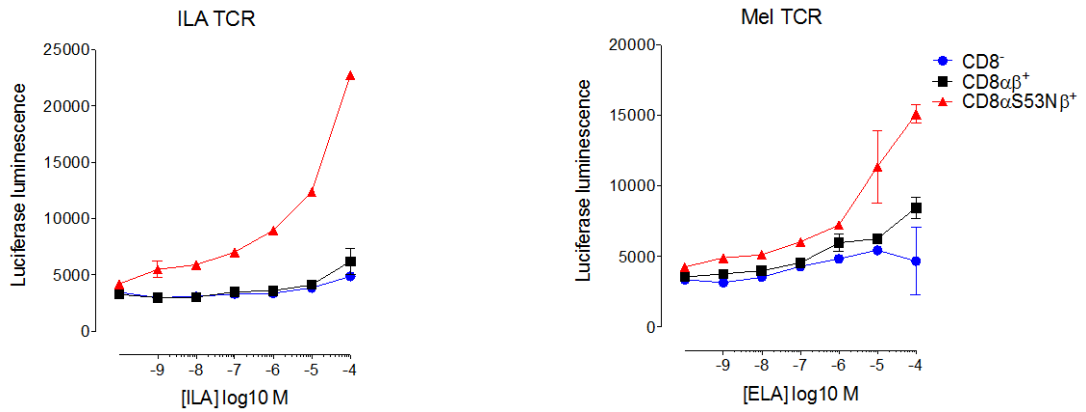 ILA TCR
25000
20000
15000
10000
5000
0
Luciferase luminescence
-9 -8 -7 -6 -5 -4
[ILA] log10 M
Mel TCR
20000
15000
10000
5000
0
Luciferase luminescence
-9 -8 -7 -6 -5 -4
[ELA] log10 M
CD8⁻
CD8αβ⁺
CD8αS53Nβ⁺